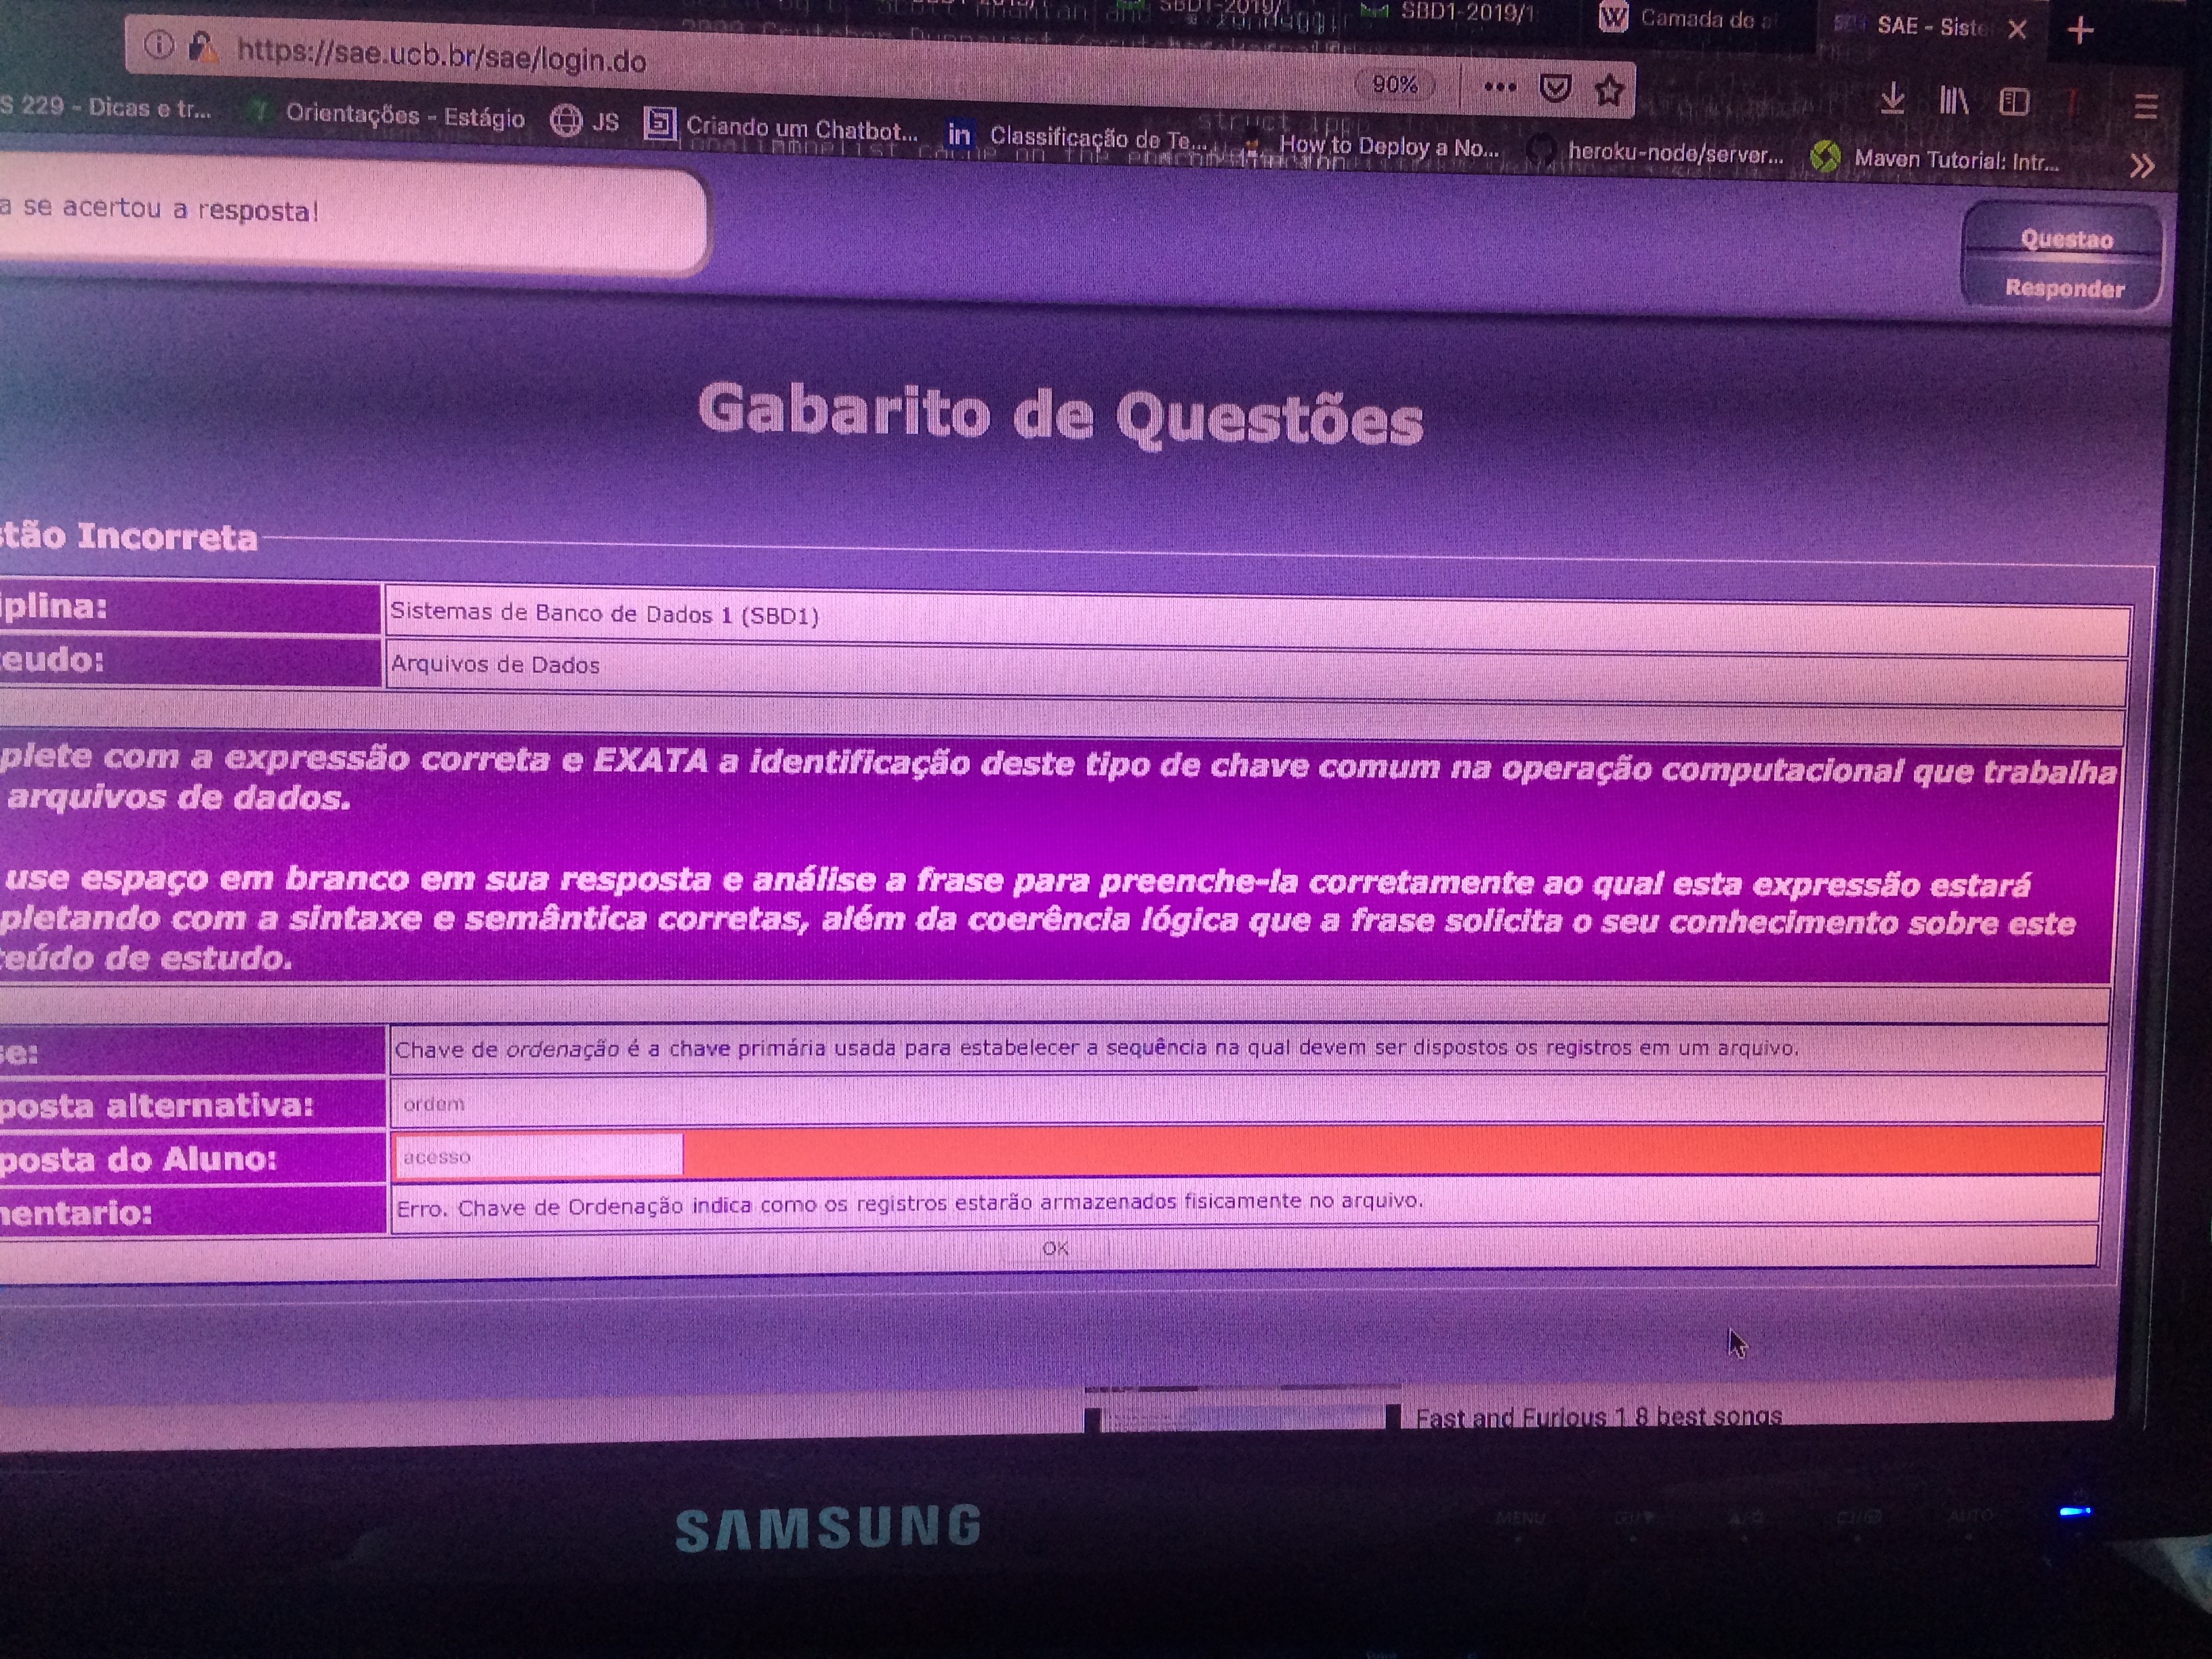 SBD1-2019/1
SBD1-2019/1
W Camada de
SAE - Siste
https://sae.ucb.br/sae/login.do
90%
S 229 - Dicas e tr...
Orientações - Estágio
JS
Criando um Chatbot...
in Classificação de Te...
How to Deploy a No...
heroku-node/server...
Maven Tutorial: Intr...
a se acertou a resposta!
Questao
Responder
Gabarito de Questões
tão Incorreta
iplina: Sistemas de Banco de Dados 1 (SBD1)
eudo: Arquivos de Dados
plete com a expressão correta e EXATA a identificação deste tipo de chave comum na operação computacional que trabalha
arquivos de dados.
use espaço em branco em sua resposta e análise a frase para preenche-la corretamente ao qual esta expressão estará
pletando com a sintaxe e semântica corretas, além da coerência lógica que a frase solicita o seu conhecimento sobre este
teúdo de estudo.
se: Chave de ordenação é a chave primária usada para estabelecer a sequência na qual devem ser dispostos os registros em um arquivo.
posta alternativa: ordem
posta do Aluno: acesso
mentario: Erro. Chave de Ordenação indica como os registros estarão armazenados fisicamente no arquivo.
OK
Fast and Furious 1 8 best songs
SAMSUNG
MENU
AUTO